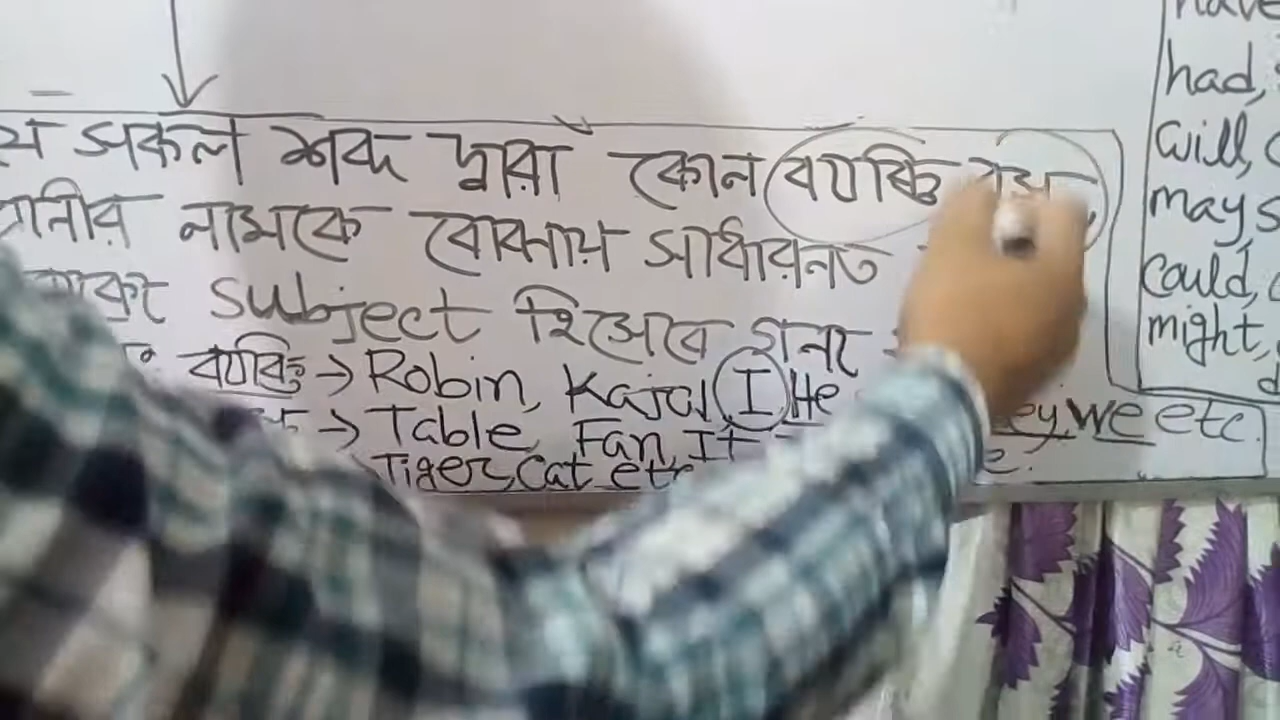 সকল শব্দ দ্বারা কোন ব্যক্তি
নামকে বোঝায় সাধারনত
subject হিসেবে গন্য
ব্যক্তি → Robin, Kajol, I, He we etc.
→ Table, Fan, It
Tiger, Cat etc
have
had,
will,
may,
could,
might,